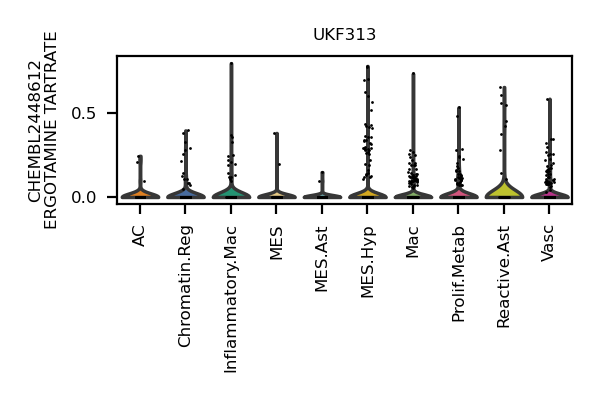 UKF313
CHEMBL2448612
ERGOTAMINE TARTRATE
0.5
0.0
AC
Chromatin.Reg
Inflammatory.Mac
MES
MES.Ast
MES.Hyp
Mac
Prolif.Metab
Reactive.Ast
Vasc